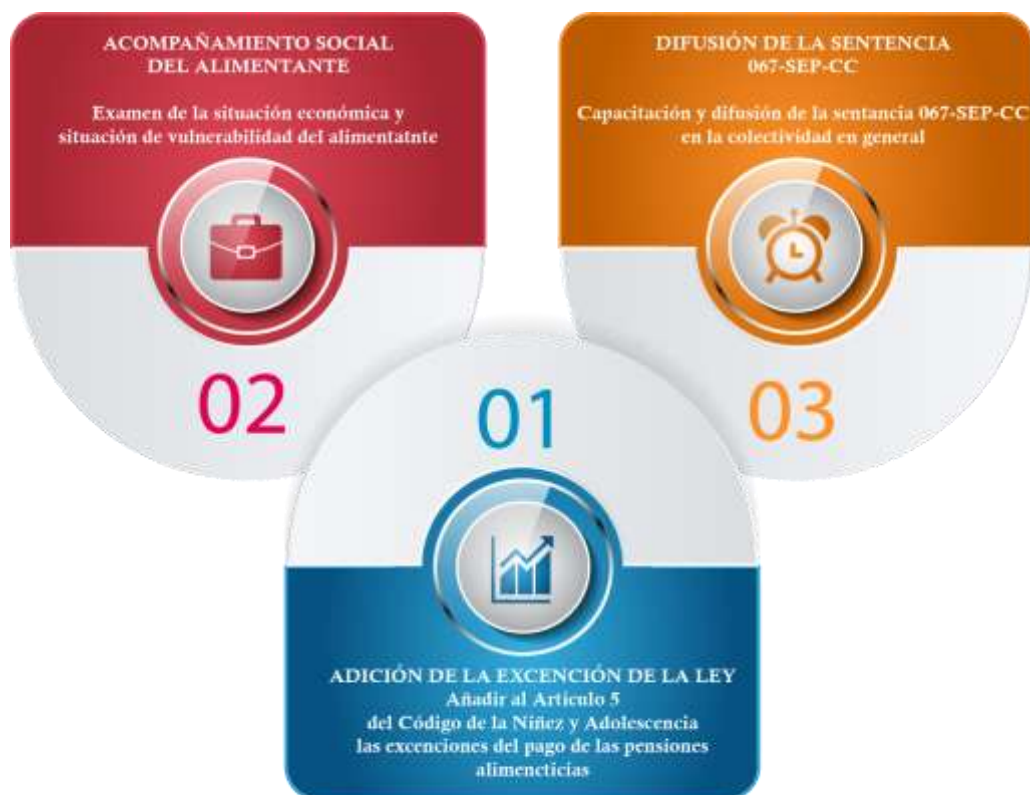 ACOMPAÑAMIENTO SOCIAL
DEL ALIMENTANTE
Examen de la situación económica y
situación de vulnerabilidad del alimentatnte
02
DIFUSIÓN DE LA SENTENCIA
067-SEP-CC
Capacitación y difusión de la sentancia 067-SEP-CC
en la colectividad en general
03
01
ADICIÓN DE LA EXCENCIÓN DE LA LEY
Añadir al Artículo 5
del Código de la Niñez y Adolescencia
las excenciones del pago de las pensiones
alimencticias